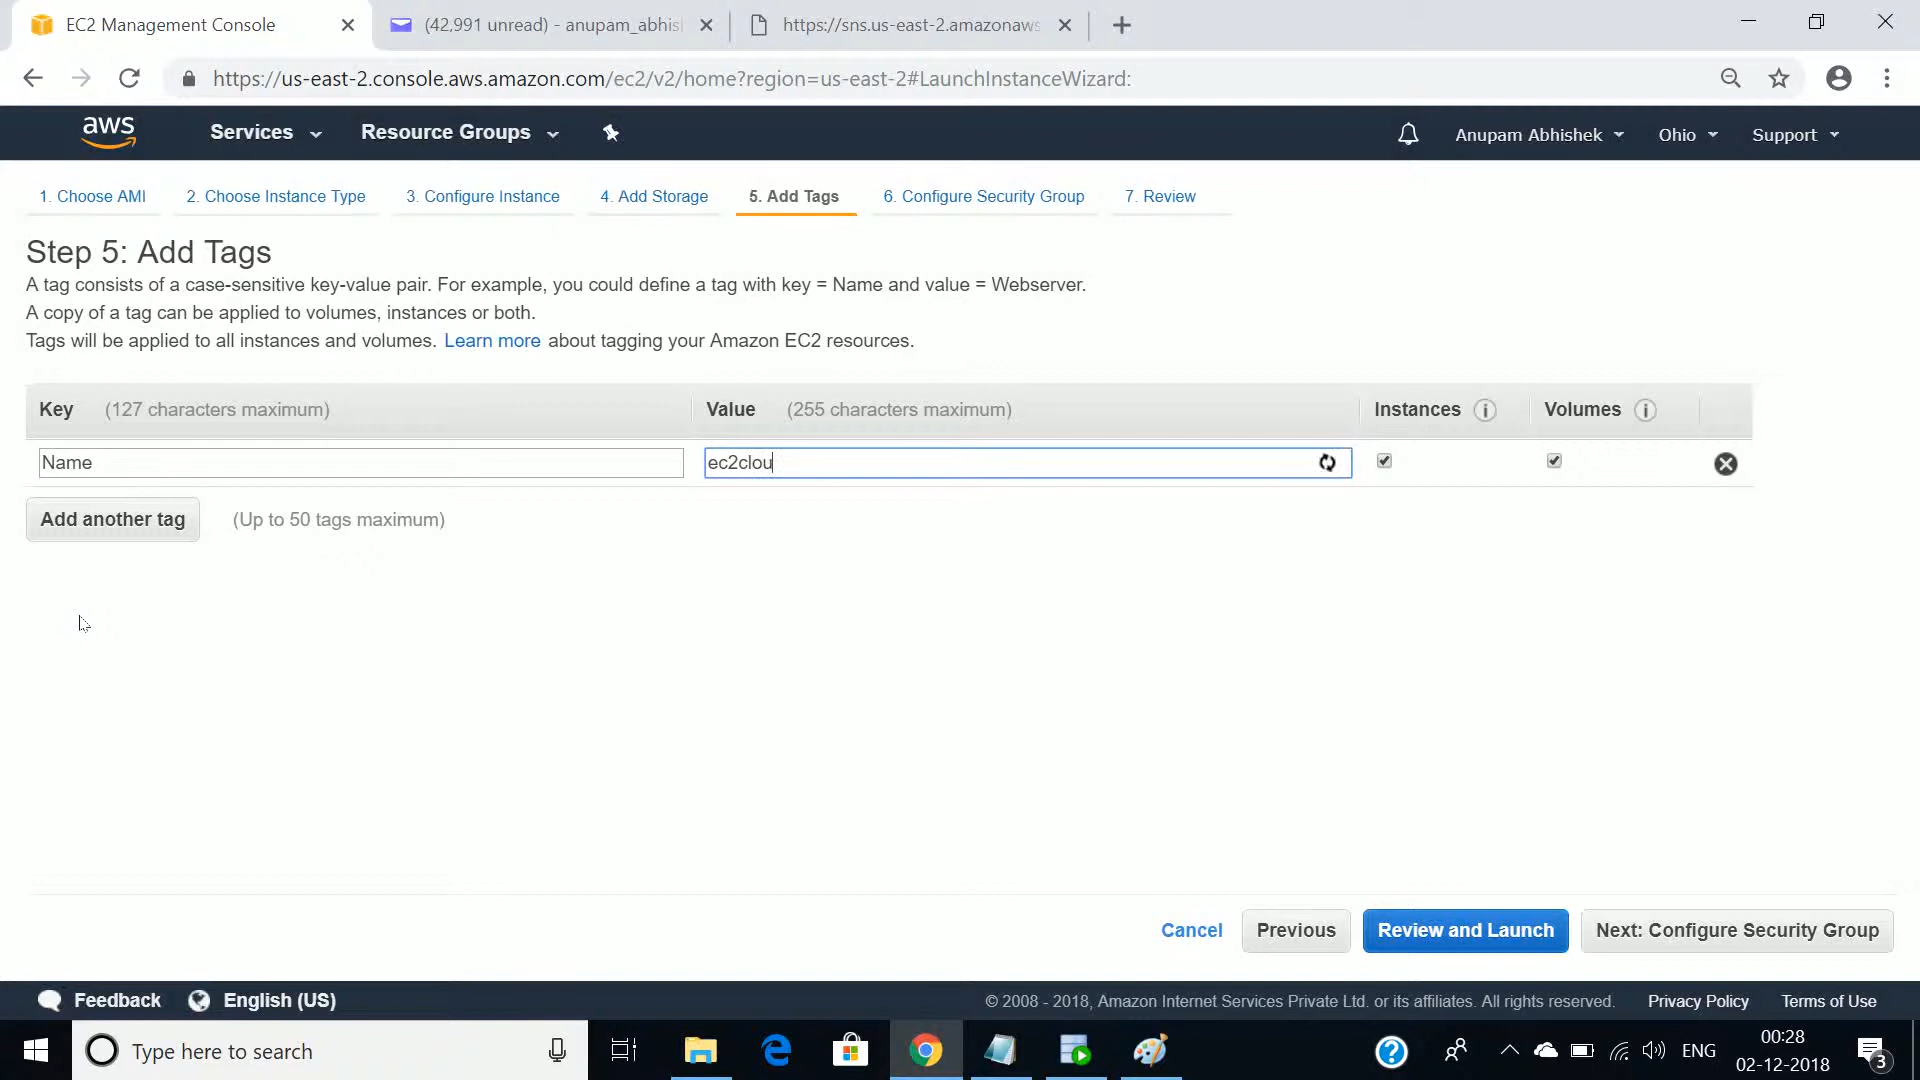 EC2 Management Console
(42,991 unread) - anupam_abhis
https://sns.us-east-2.amazonaws
https://us-east-2.console.aws.amazon.com/ec2/v2/home?region=us-east-2#LaunchInstanceWizard:
aws Services Resource Groups Anupam Abhishek Ohio Support
1. Choose AMI 2. Choose Instance Type 3. Configure Instance 4. Add Storage 5. Add Tags 6. Configure Security Group 7. Review
Step 5: Add Tags
A tag consists of a case-sensitive key-value pair. For example, you could define a tag with key = Name and value = Webserver.
A copy of a tag can be applied to volumes, instances or both.
Tags will be applied to all instances and volumes. Learn more about tagging your Amazon EC2 resources.
Key (127 characters maximum) Value (255 characters maximum) Instances i Volumes i
Name ec2clou
Add another tag (Up to 50 tags maximum)
Cancel Previous Review and Launch Next: Configure Security Group
Feedback English (US) © 2008 - 2018, Amazon Internet Services Private Ltd. or its affiliates. All rights reserved. Privacy Policy Terms of Use
Type here to search ? ENG 00:28
02-12-2018 3